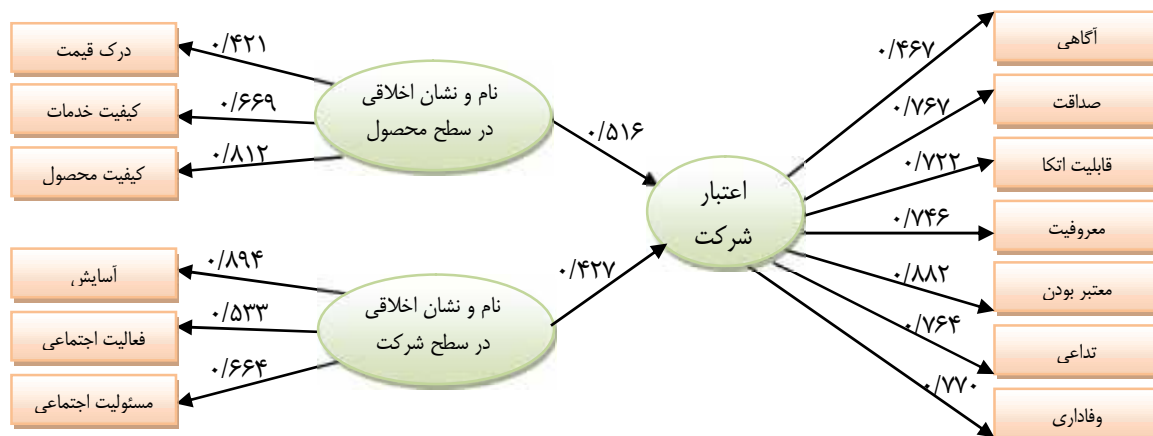 آگاهی
۰/۴۶۷
صداقت
۰/۷۶۷
قابلیت اتکا
۰/۷۲۲
معروفیت
۰/۷۴۶
معتبر بودن
۰/۸۸۲
تداعی
۰/۷۶۴
وفاداری
۰/۷۷۰
اعتبار
شرکت
۰/۵۱۶
۰/۴۲۷
نام و نشان اخلاقی
در سطح محصول
۰/۴۲۱
درک قیمت
۰/۶۶۹
کیفیت خدمات
۰/۸۱۲
کیفیت محصول
نام و نشان اخلاقی
در سطح شرکت
۰/۸۹۴
آسایش
۰/۵۳۳
فعالیت اجتماعی
۰/۶۶۴
مسئولیت اجتماعی